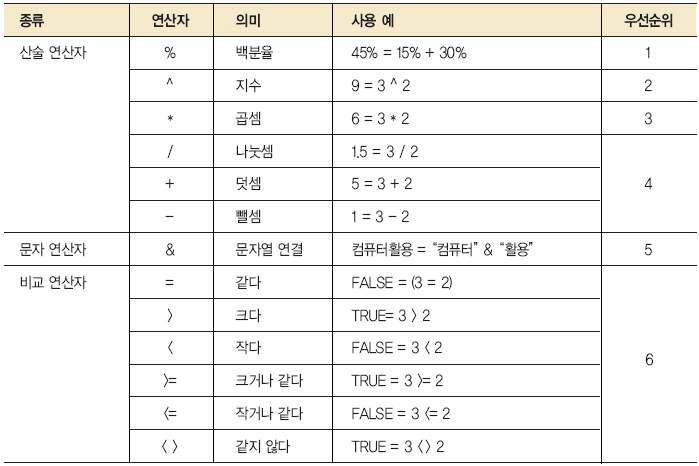 종류 연산자 의미 사용 예 우선순위
산술 연산자 % 백분율 45% = 15% + 30% 1
^ 지수 9 = 3 ^ 2 2
* 곱셈 6 = 3 * 2 3
/ 나눗셈 1.5 = 3 / 2
+ 덧셈 5 = 3 + 2 4
- 뺄셈 1 = 3 - 2
문자 연산자 & 문자열 연결 컴퓨터활용 = “컴퓨터” & “활용” 5
비교 연산자 = 같다 FALSE = (3 = 2)
> 크다 TRUE= 3 > 2
< 작다 FALSE = 3 < 2
>= 크거나 같다 TRUE = 3 >= 2 6
<= 작거나 같다 FALSE = 3 <= 2
< > 같지 않다 TRUE = 3 < > 2